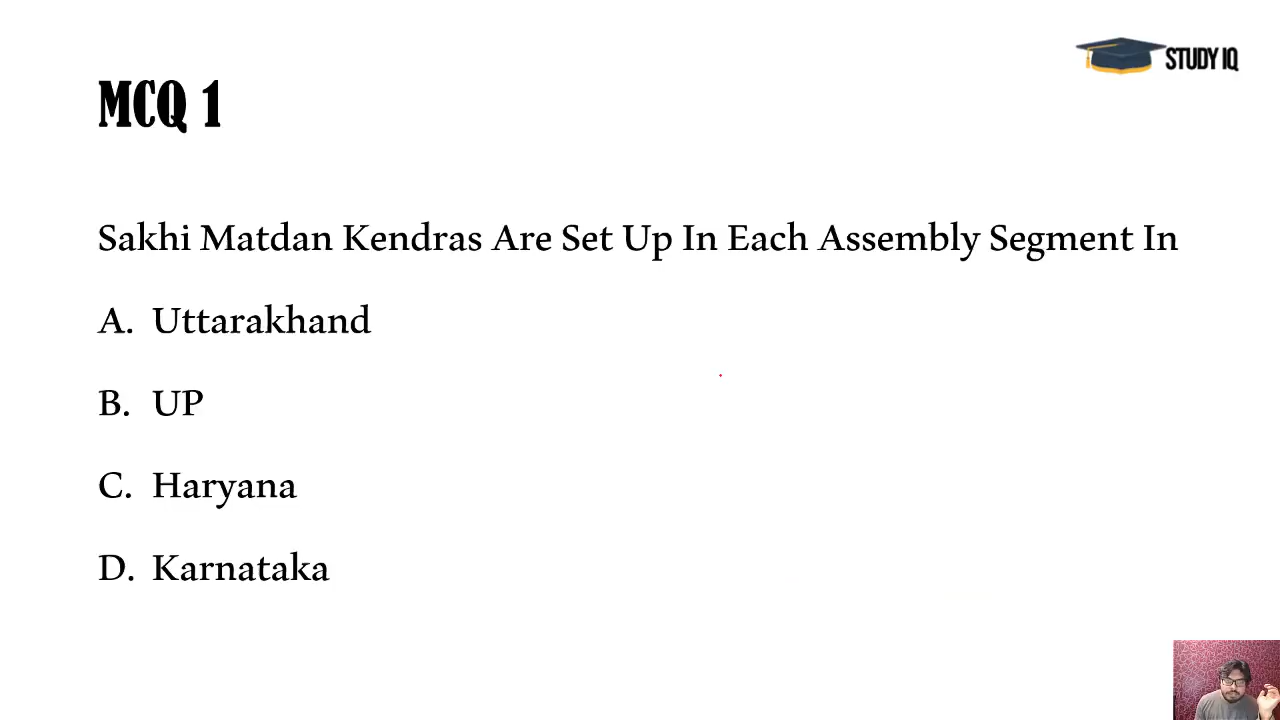 STUDY IQ
MCQ 1
Sakhi Matdan Kendras Are Set Up In Each Assembly Segment In
A. Uttarakhand
B. UP
C. Haryana
D. Karnataka